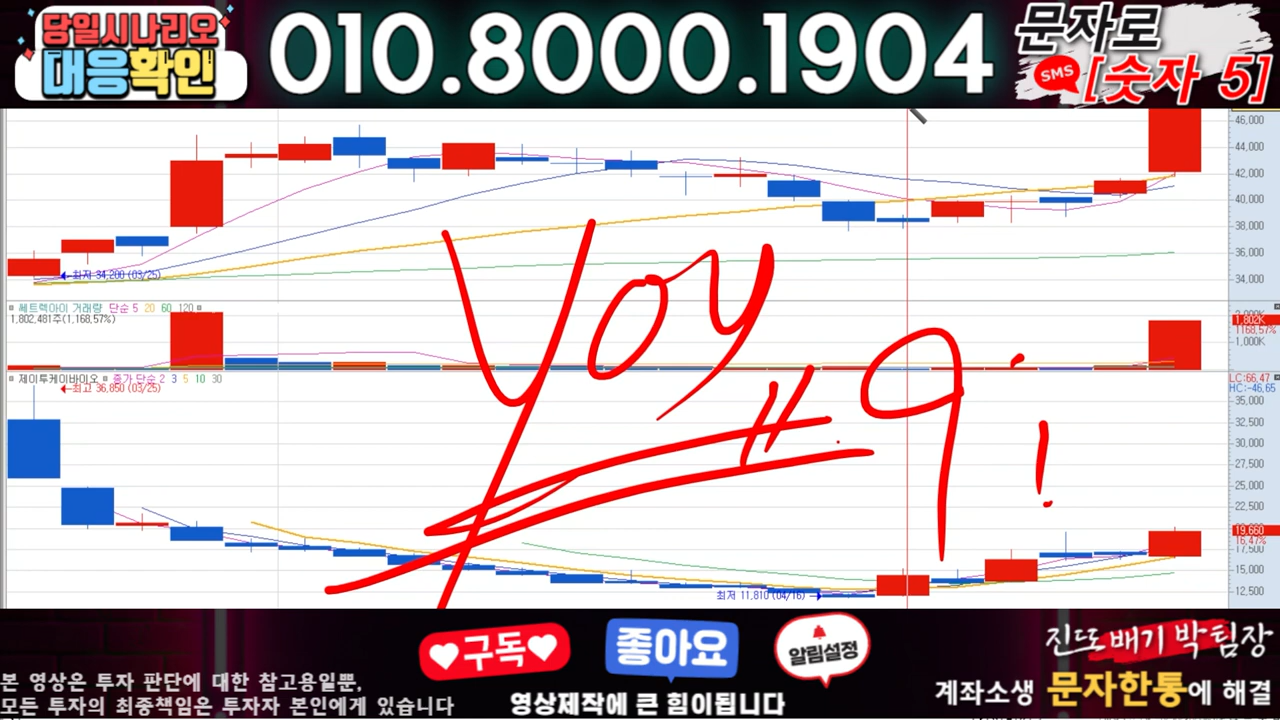 당일시나리오
대응확인
010.8000.1904
문자로
SMS [숫자 5]
46,000
44,000
42,000
40,000
38,000
36,000
34,000
최저 34,200 (03/25)
세트렉아이 거래량 단순 5 20 60 120
1,802,481주(1,168,57%)
1,802K
1168,57%
1,000K
제이투케이바이오 종가 단순 2 3 5 10 30
최고 36,850 (03/25)
LC:66,47
HC:-46,65
35,000
32,500
30,000
27,500
25,000
22,500
19,660
16,47%
17,500
15,000
12,500
최저 11,810 (04/16)
구독
좋아요
알림설정
진또배기 박팀장
본 영상은 투자 판단에 대한 참고용일뿐,
모든 투자의 최종책임은 투자자 본인에게 있습니다
영상제작에 큰 힘이됩니다
계좌소생 문자한통에 해결